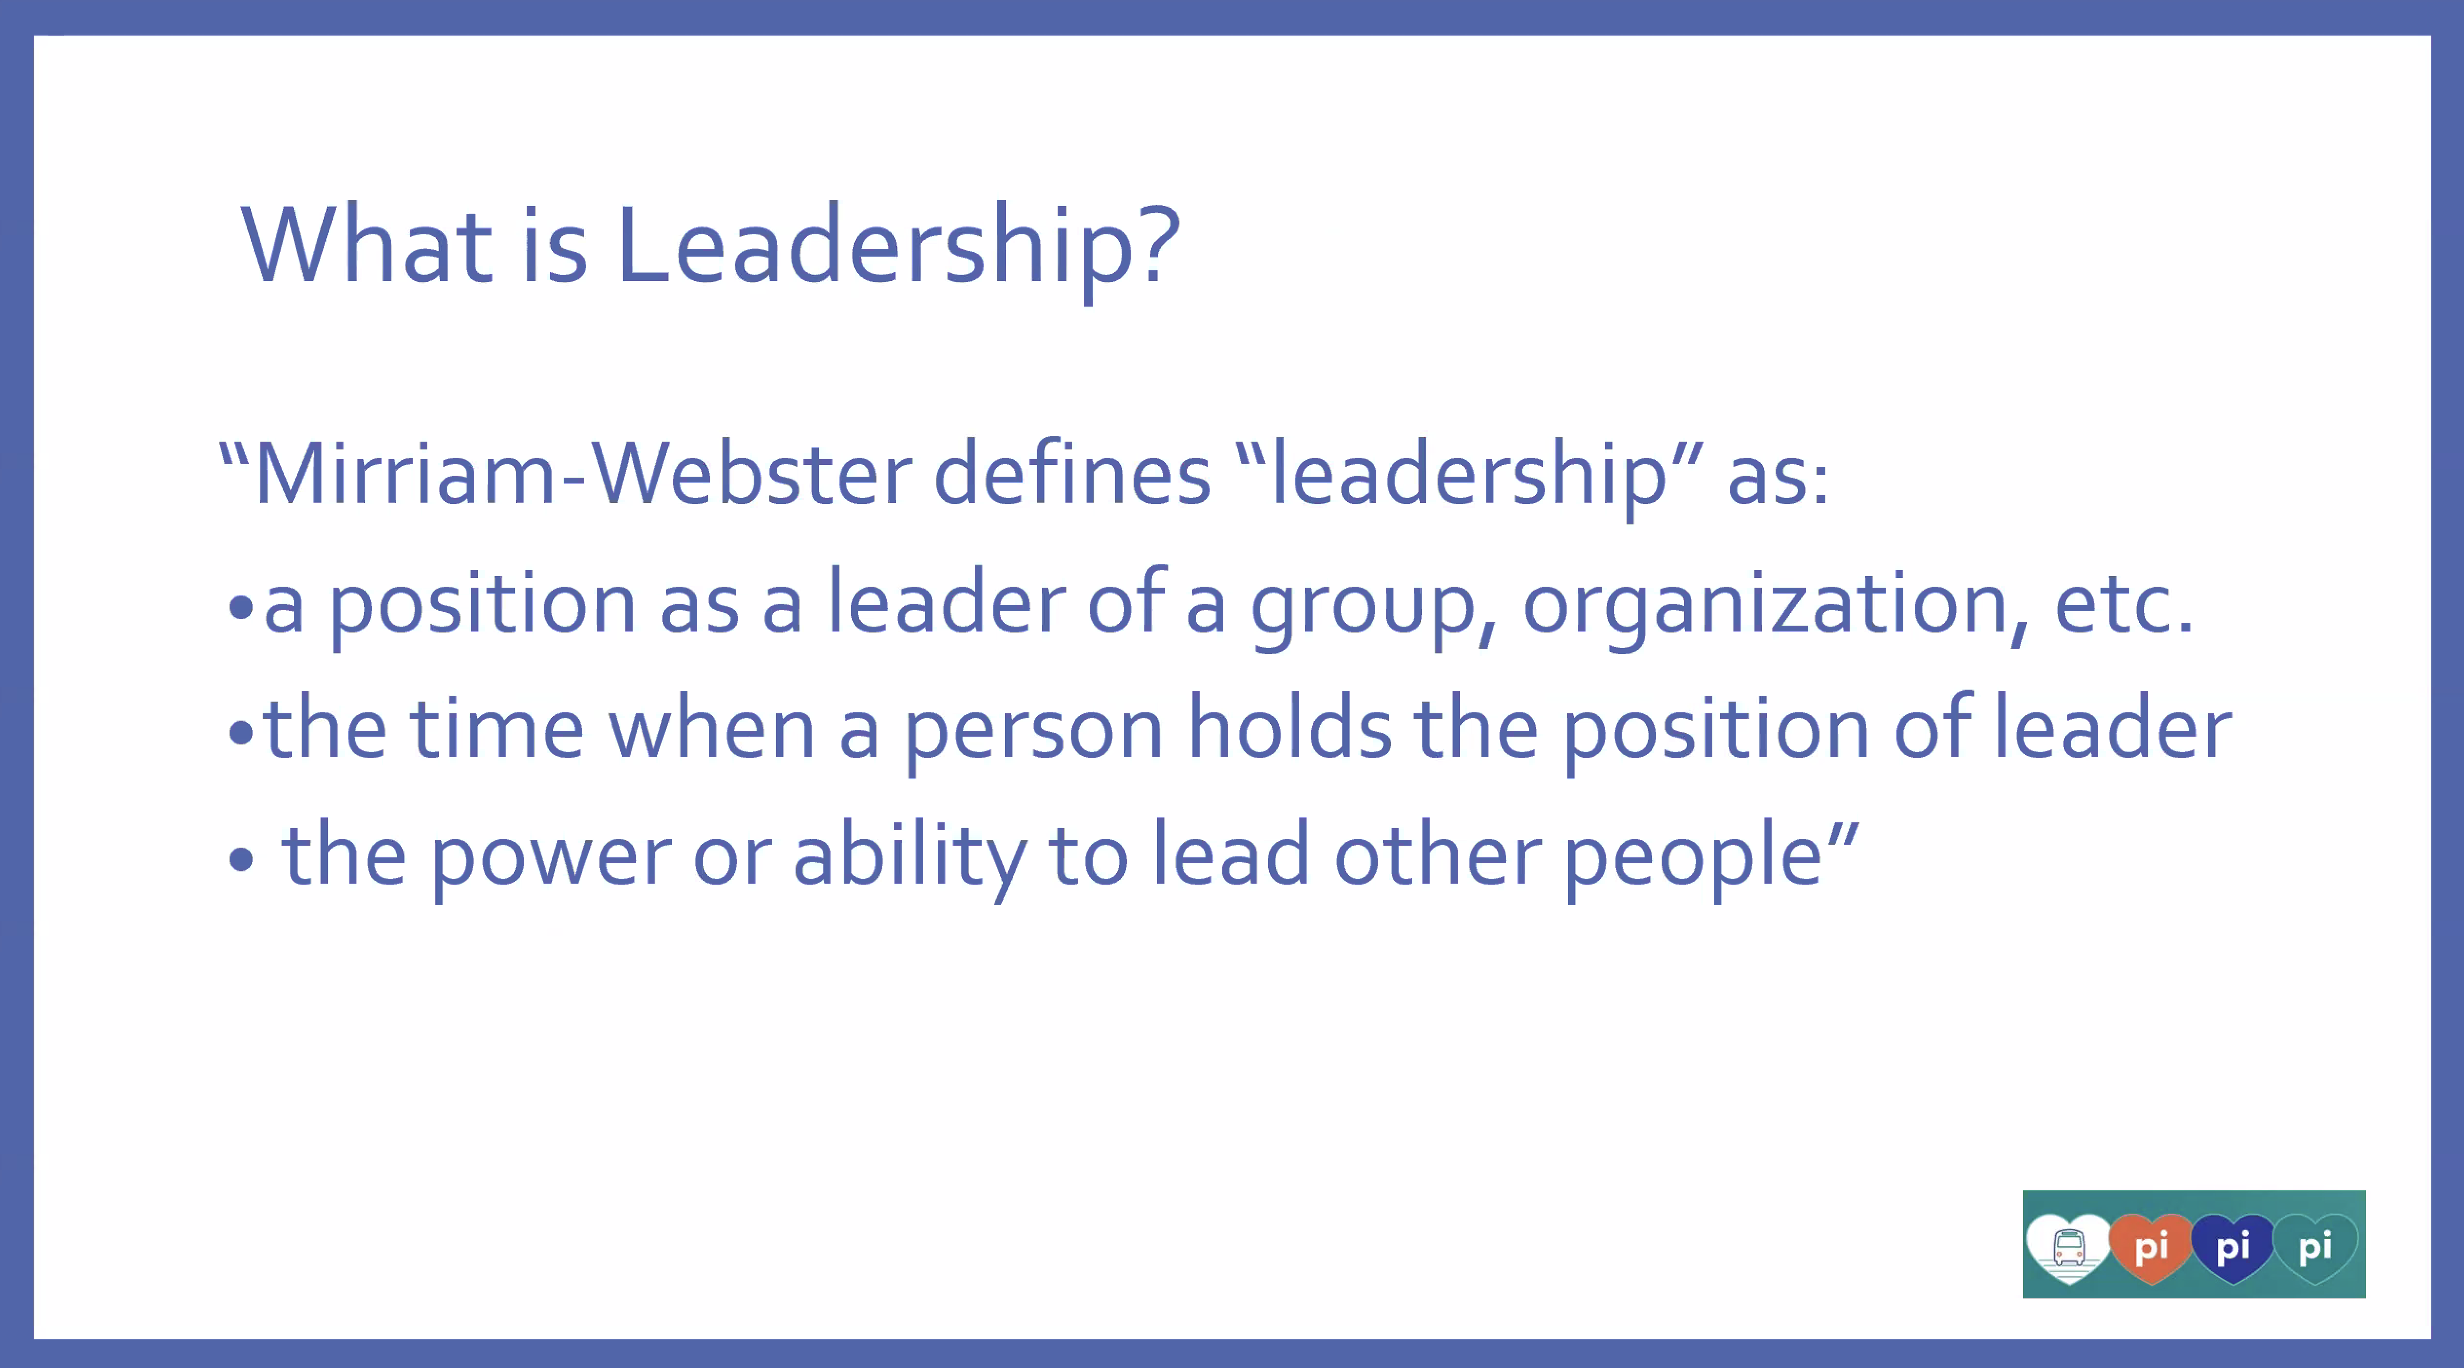 What is Leadership?
“Mirriam-Webster defines “leadership” as:
•a position as a leader of a group, organization, etc.
•the time when a person holds the position of leader
• the power or ability to lead other people”
pi pi pi